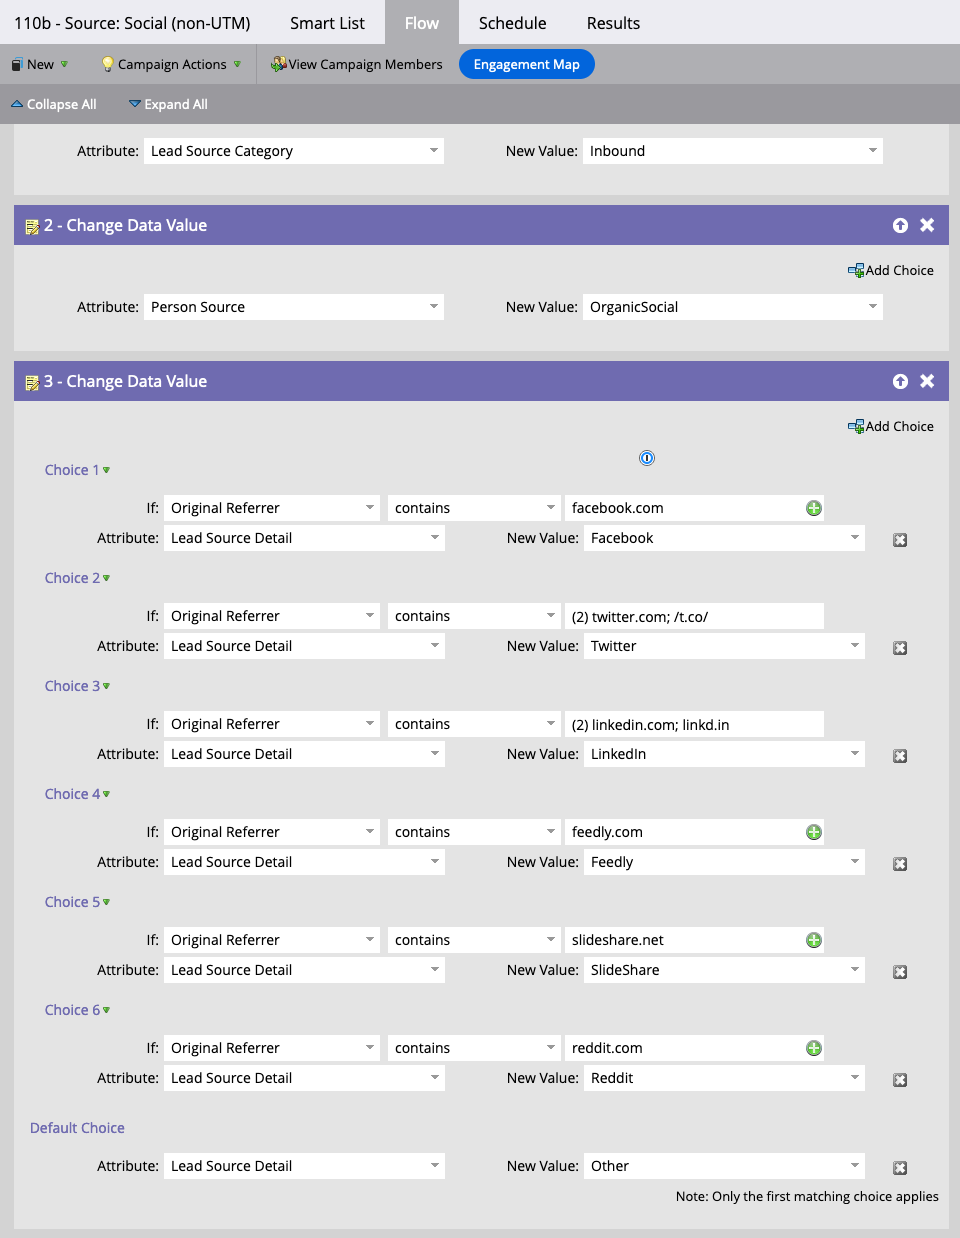 110b - Source: Social (non-UTM) Smart List Flow Schedule Results
New Campaign Actions View Campaign Members Engagement Map
Collapse All Expand All
Attribute: Lead Source Category New Value: Inbound
2 - Change Data Value
Add Choice
Attribute: Person Source New Value: OrganicSocial
3 - Change Data Value
Add Choice
Choice 1
If: Original Referrer contains facebook.com
Attribute: Lead Source Detail New Value: Facebook
Choice 2
If: Original Referrer contains (2) twitter.com; /t.co/
Attribute: Lead Source Detail New Value: Twitter
Choice 3
If: Original Referrer contains (2) linkedin.com; linkd.in
Attribute: Lead Source Detail New Value: LinkedIn
Choice 4
If: Original Referrer contains feedly.com
Attribute: Lead Source Detail New Value: Feedly
Choice 5
If: Original Referrer contains slideshare.net
Attribute: Lead Source Detail New Value: SlideShare
Choice 6
If: Original Referrer contains reddit.com
Attribute: Lead Source Detail New Value: Reddit
Default Choice
Attribute: Lead Source Detail New Value: Other
Note: Only the first matching choice applies